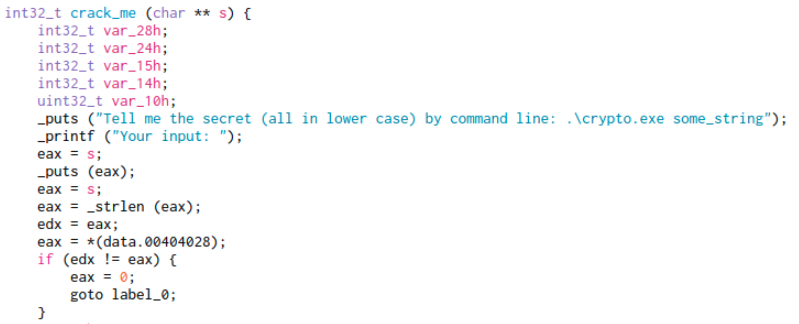 int32_t crack_me (char ** s) {
    int32_t var_28h;
    int32_t var_24h;
    int32_t var_15h;
    int32_t var_14h;
    uint32_t var_10h;
    _puts ("Tell me the secret (all in lower case) by command line: .\crypto.exe some_string");
    _printf ("Your input: ");
    eax = s;
    _puts (eax);
    eax = s;
    eax = _strlen (eax);
    edx = eax;
    eax = *(data.00404028);
    if (edx != eax) {
        eax = 0;
        goto label_0;
    }